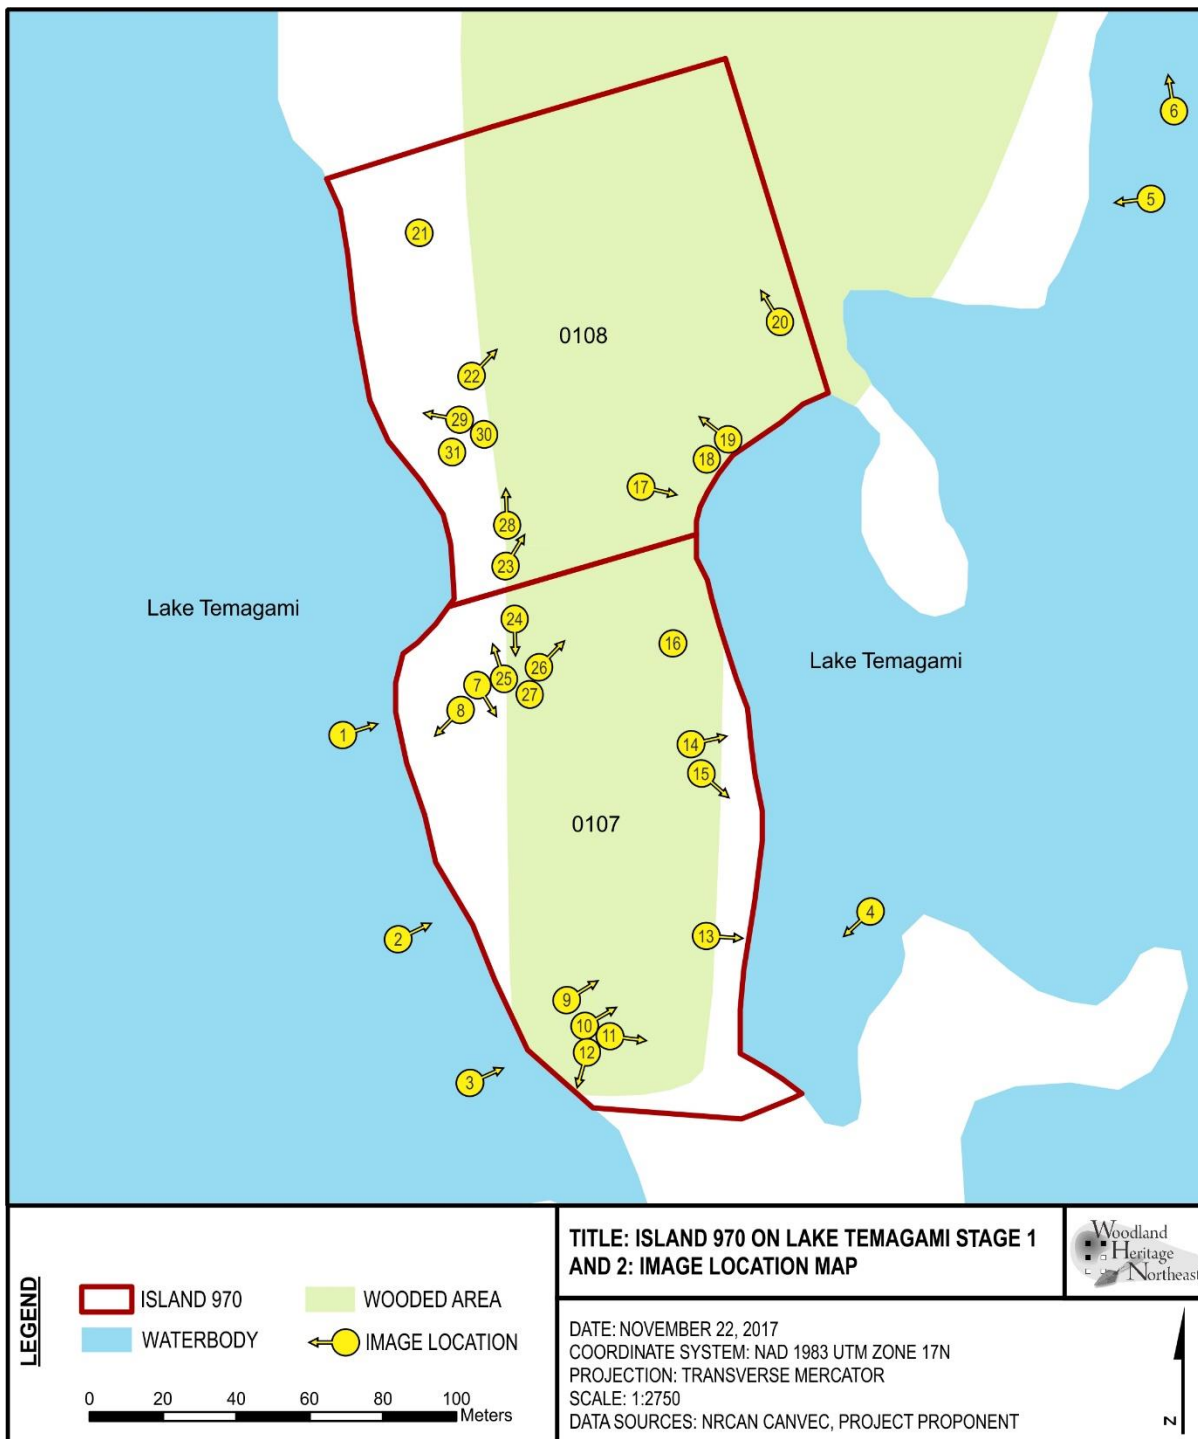 6
5
21
20
0108
22
29
30
31
19
18
17
28
23
Lake Temagami
24
16
26
25
7
27
8
Lake Temagami
1
14
15
0107
4
2
13
9
10
11
12
3
LEGEND
ISLAND 970
WOODED AREA
WATERBODY
IMAGE LOCATION
0 20 40 60 80 100
Meters
TITLE: ISLAND 970 ON LAKE TEMAGAMI STAGE 1
AND 2: IMAGE LOCATION MAP
Woodland
Heritage
Northeast
DATE: NOVEMBER 22, 2017
COORDINATE SYSTEM: NAD 1983 UTM ZONE 17N
PROJECTION: TRANSVERSE MERCATOR
SCALE: 1:2750
DATA SOURCES: NRCAN CANVEC, PROJECT PROPONENT
N